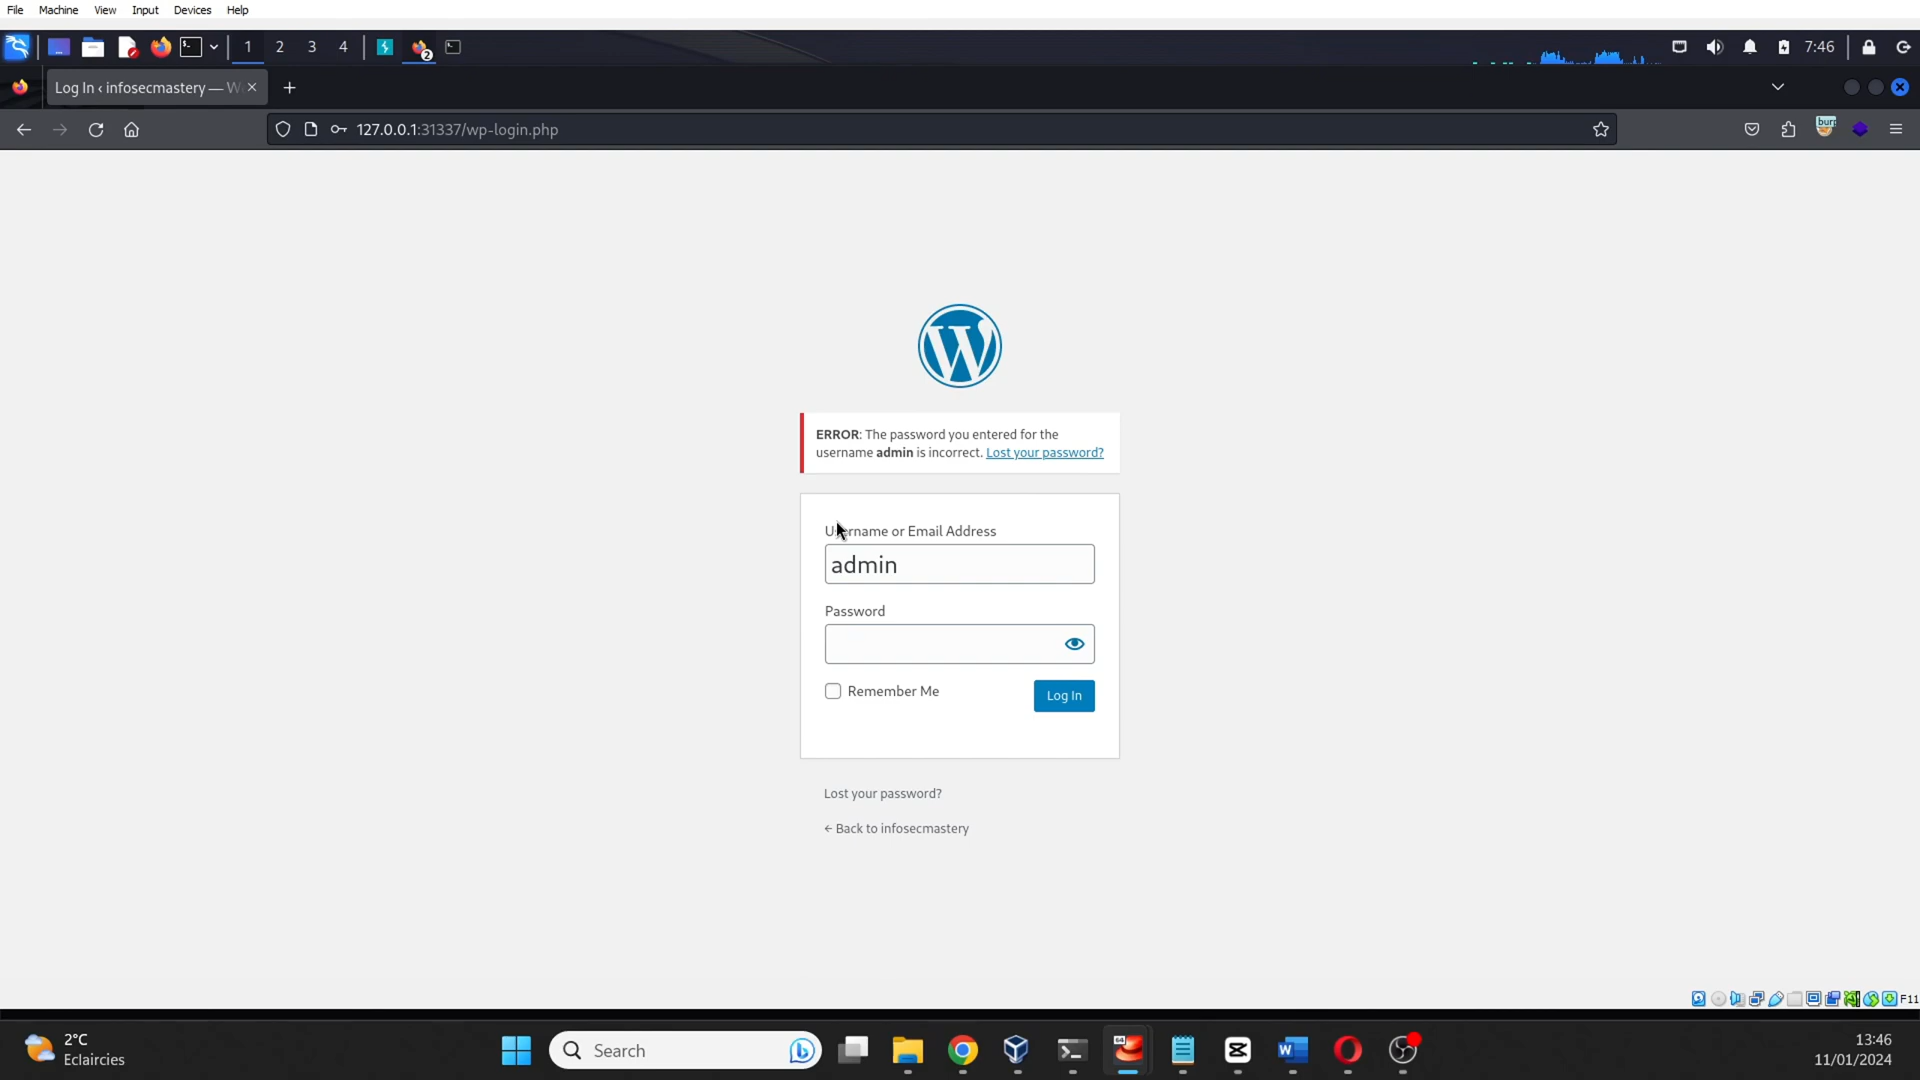 File Machine View Input Devices Help
1 2 3 4 2 7:46
Log In ‹ infosecmastery — W
127.0.0.1:31337/wp-login.php
ERROR: The password you entered for the
username admin is incorrect. Lost your password?
Username or Email Address
admin
Password
Remember Me Log In
Lost your password?
← Back to infosecmastery
F11
2°C
Eclaircies
Search
64
13:46
11/01/2024